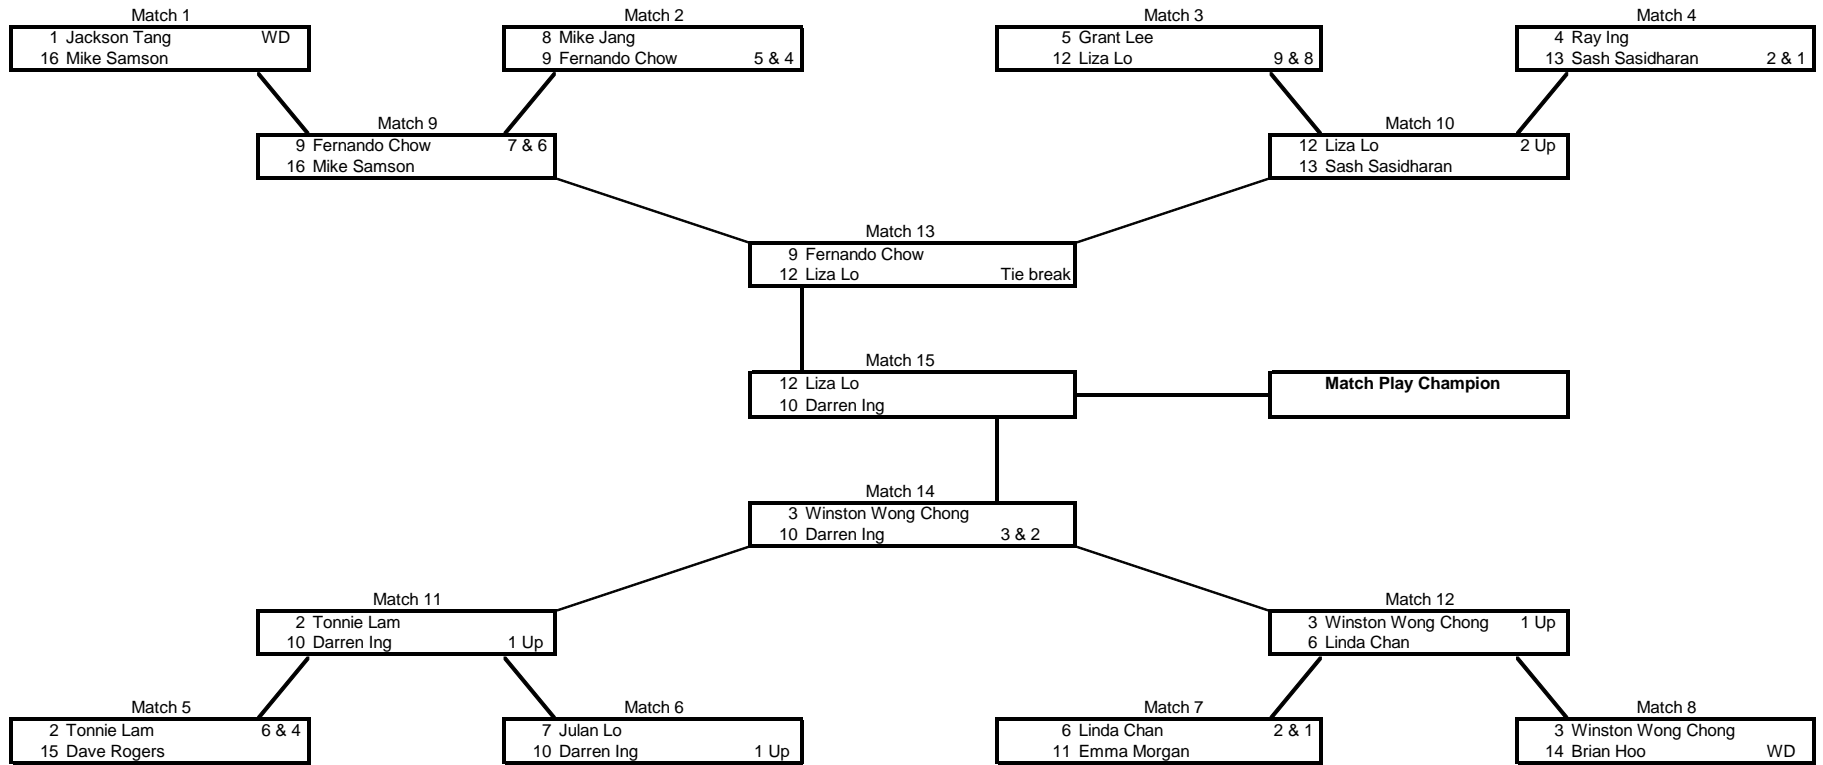 Match 1
1 Jackson Tang WD
16 Mike Samson
Match 2
8 Mike Jang
9 Fernando Chow 5 & 4
Match 3
5 Grant Lee
12 Liza Lo 9 & 8
Match 4
4 Ray Ing
13 Sash Sasidharan 2 & 1
Match 9
9 Fernando Chow 7 & 6
16 Mike Samson
Match 10
12 Liza Lo 2 Up
13 Sash Sasidharan
Match 13
9 Fernando Chow
12 Liza Lo Tie break
Match 15
12 Liza Lo
10 Darren Ing
Match Play Champion
Match 14
3 Winston Wong Chong
10 Darren Ing 3 & 2
Match 11
2 Tonnie Lam
10 Darren Ing 1 Up
Match 12
3 Winston Wong Chong 1 Up
6 Linda Chan
Match 5
2 Tonnie Lam 6 & 4
15 Dave Rogers
Match 6
7 Julan Lo
10 Darren Ing 1 Up
Match 7
6 Linda Chan 2 & 1
11 Emma Morgan
Match 8
3 Winston Wong Chong
14 Brian Hoo WD